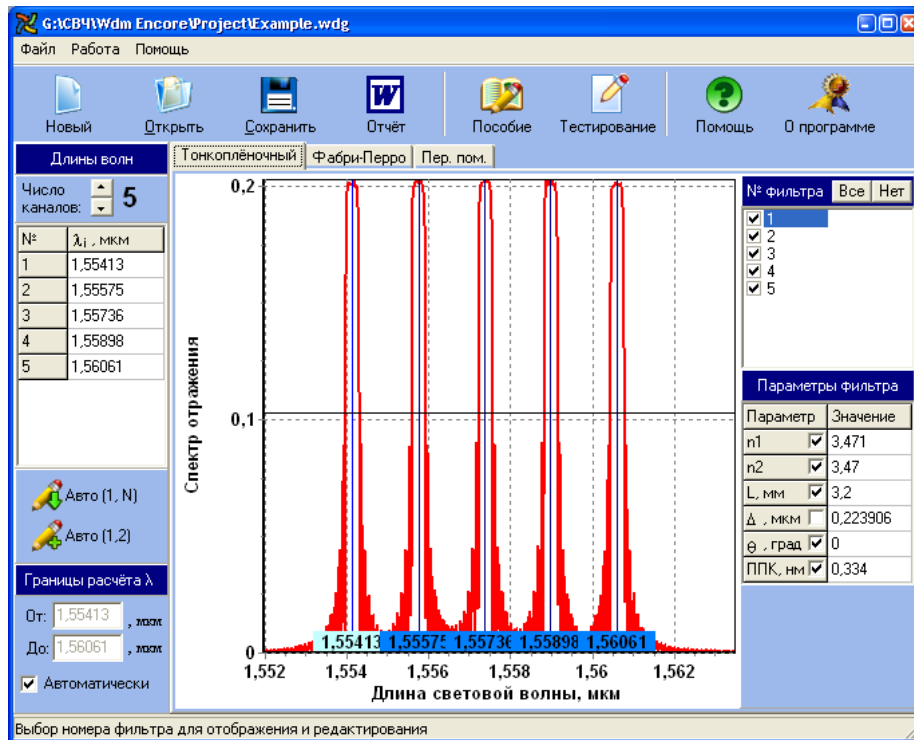 G:\СВЧ\Wdm Encore\Project\Example.wdg
Файл Работа Помощь
Новый Открыть Сохранить Отчёт Пособие Тестирование Помощь О программе
Длины волн
Число каналов: 5
№ λi , мкм
1 1,55413
2 1,55575
3 1,55736
4 1,55898
5 1,56061
Авто (1, N)
Авто (1,2)
Границы расчёта λ
От: 1,55413 , мкм
До: 1,56061 , мкм
Автоматически
Тонкоплёночный Фабри-Перро Пер. пом.
Спектр отражения
0,2
0,1
0
1,55413 1,55575 1,55736 1,55898 1,56061
1,552 1,554 1,556 1,558 1,56 1,562
Длина световой волны, мкм
№ фильтра Все Нет
1
2
3
4
5
Параметры фильтра
Параметр Значение
n1 3,471
n2 3,47
L, мм 3,2
Δ , мкм 0,223906
θ , град 0
ППК, нм 0,334
Выбор номера фильтра для отображения и редактирования